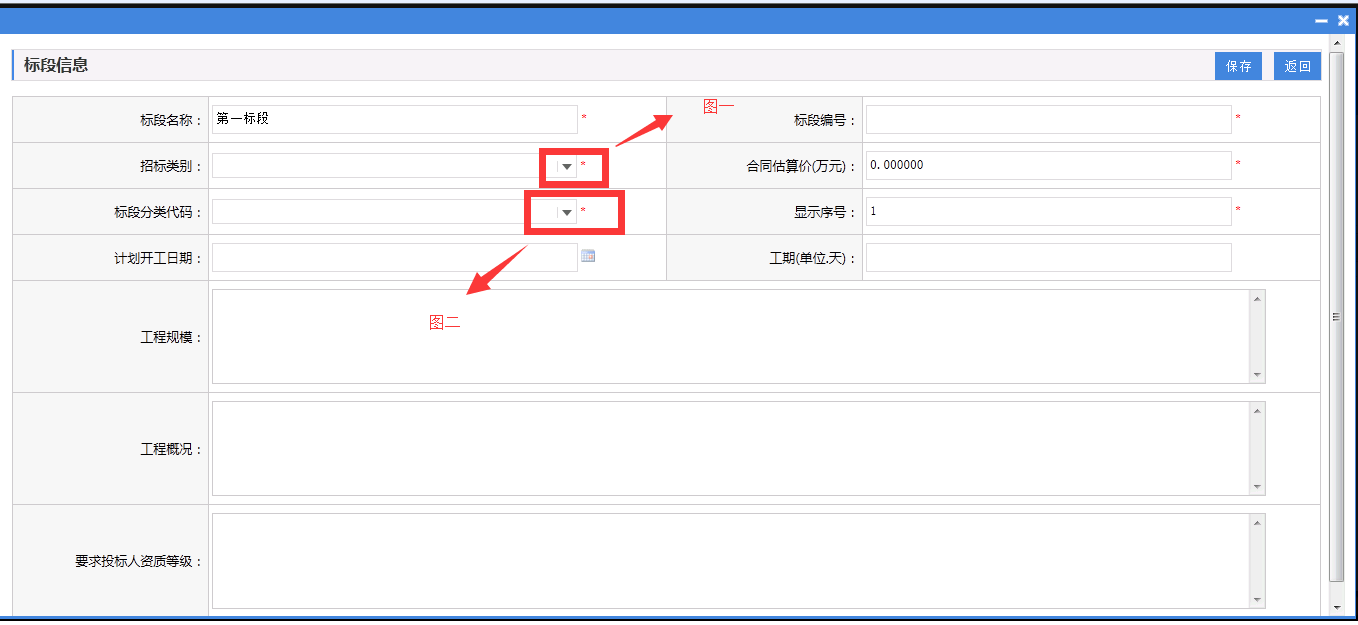 标段信息
保存 返回
标段名称： 第一标段 * 图一 标段编号： *
招标类别： * 合同估算价(万元)： 0.000000 *
标段分类代码： * 显示序号： 1 *
计划开工日期： 工期(单位.天)：
图二
工程规模：
工程概况：
要求投标人资质等级：